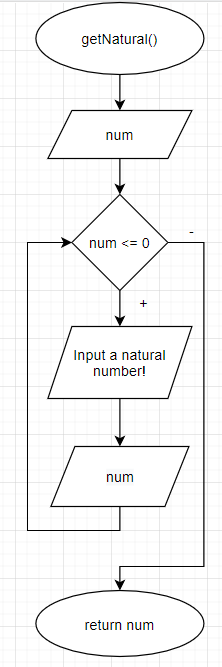 getNatural()
num
num <= 0
-
+
Input a natural
number!
num
return num